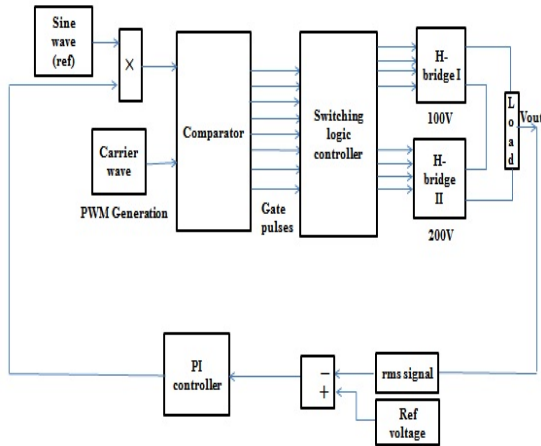 Sine
wave
(ref)
×
Carrier
wave
PWM Generation
Comparator
Gate
pulses
Switching
logic
controller
H-
bridge I
100V
H-
bridge
II
200V
Load
Vout
PI
controller
−
+
rms signal
Ref
voltage